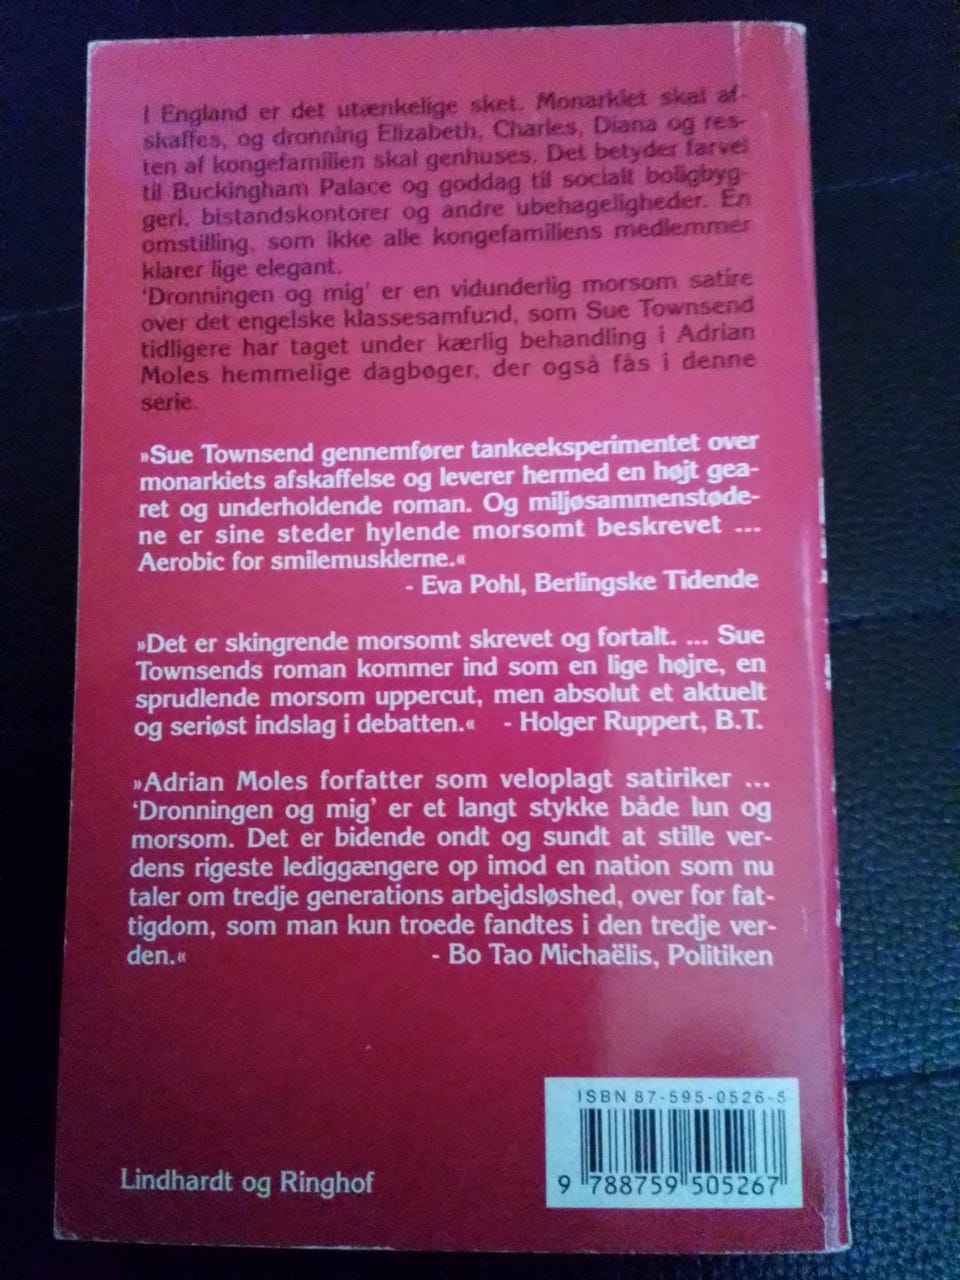 I England er det utænkelige sket. Monarkiet skal af-
skaffes, og dronning Elizabeth, Charles, Diana og res-
ten af kongefamilien skal genhuses. Det betyder farvel
til Buckingham Palace og goddag til socialt boligbyg-
geri, bistandskontorer og andre ubehageligheder. En
omstilling, som ikke alle kongefamiliens medlemmer
klarer lige elegant.
'Dronningen og mig' er en vidunderlig morsom satire
over det engelske klassesamfund, som Sue Townsend
tidligere har taget under kærlig behandling i Adrian
Moles hemmelige dagbøger, der også fås i denne
serie.
»Sue Townsend gennemfører tankeeksperimentet over
monarkiets afskaffelse og leverer hermed en højt gea-
ret og underholdende roman. Og miljøsammenstøde-
ne er sine steder hylende morsomt beskrevet ...
Aerobic for smilemusklerne.«
- Eva Pohl, Berlingske Tidende
»Det er skingrende morsomt skrevet og fortalt. ... Sue
Townsends roman kommer ind som en lige højre, en
sprudlende morsom uppercut, men absolut et aktuelt
og seriøst indslag i debatten.« - Holger Ruppert, B.T.
»Adrian Moles forfatter som veloplagt satiriker ...
'Dronningen og mig' er et langt stykke både lun og
morsom. Det er bidende ondt og sundt at stille ver-
dens rigeste lediggængere op imod en nation som nu
taler om tredje generations arbejdsløshed, over for fat-
tigdom, som man kun troede fandtes i den tredje ver-
den.« - Bo Tao Michaëlis, Politiken
ISBN 87-595-0526-5
9 788759 505267
Lindhardt og Ringhof